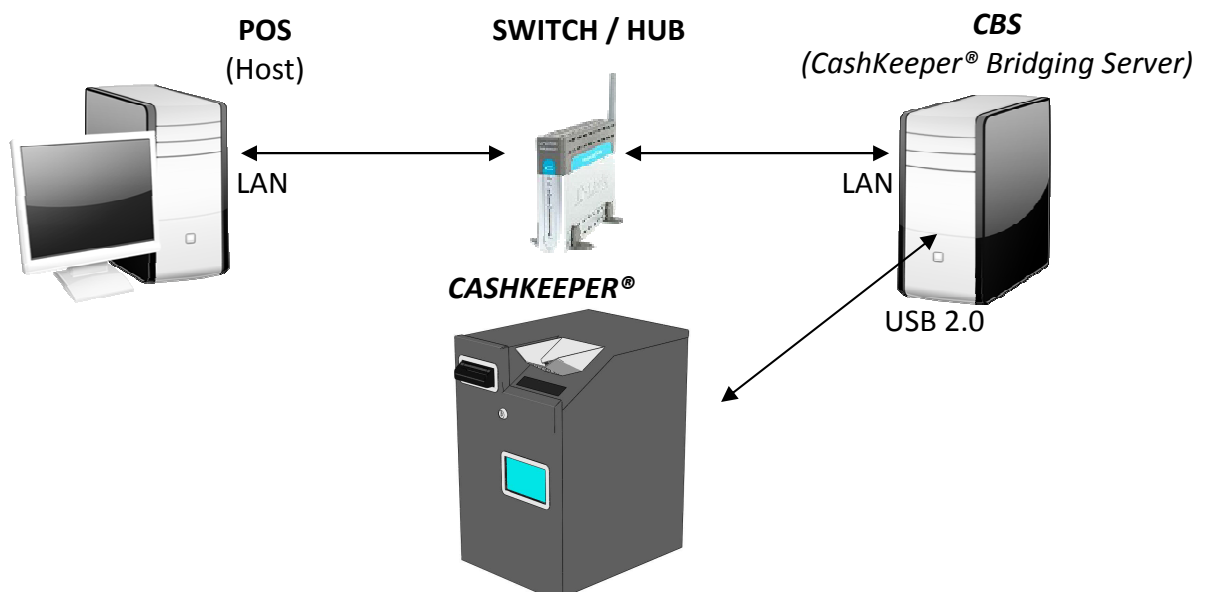 POS
(Host)
SWITCH / HUB
CBS
(CashKeeper® Bridging Server)
LAN
LAN
CASHKEEPER®
USB 2.0